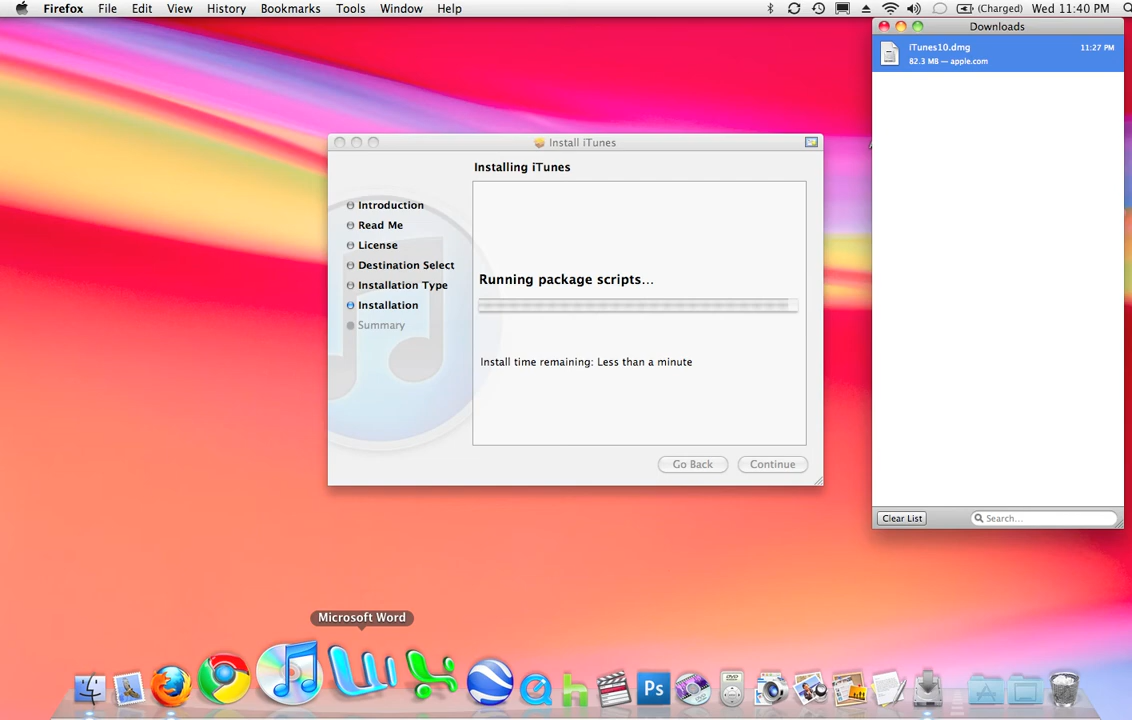 Firefox File Edit View History Bookmarks Tools Window Help (Charged) Wed 11:40 PM
Downloads
iTunes10.dmg 11:27 PM
82.3 MB — apple.com
Install iTunes
Installing iTunes
Introduction
Read Me
License
Destination Select
Installation Type
Installation
Summary
Running package scripts...
Install time remaining: Less than a minute
Go Back Continue
Clear List Search...
Microsoft Word
Ps